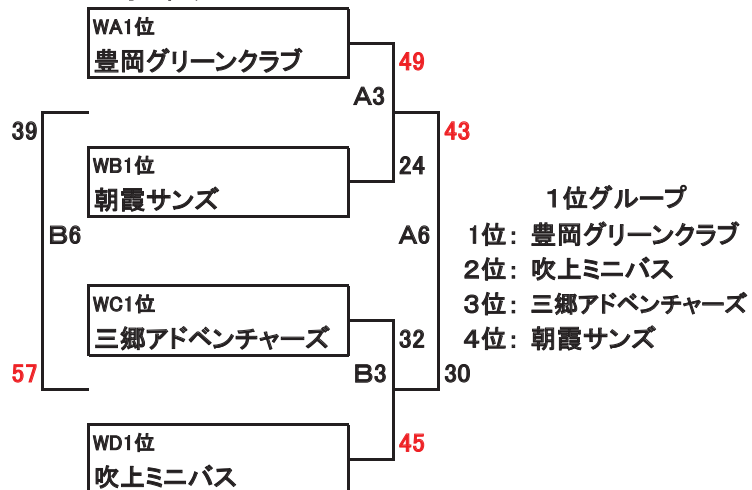 WA1位
豊岡グリーンクラブ
49
A3
39
43
WB1位
24
朝霞サンズ
1位グループ
B6
A6
1位: 豊岡グリーンクラブ
2位: 吹上ミニバス
WC1位
3位: 三郷アドベンチャーズ
三郷アドベンチャーズ
32
4位: 朝霞サンズ
57
B3
30
WD1位
45
吹上ミニバス